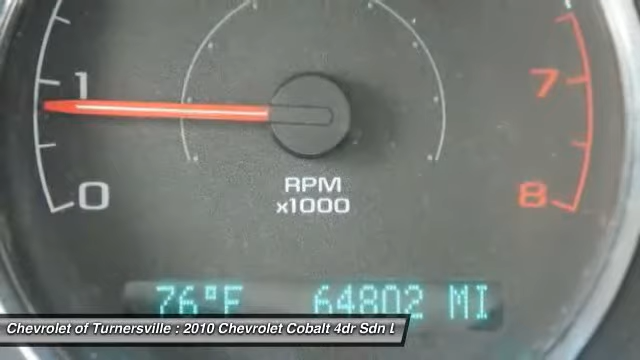 1 7
0 8
RPM
x1000
76°F 64802 MI
Chevrolet of Turnersville : 2010 Chevrolet Cobalt 4dr Sdn L